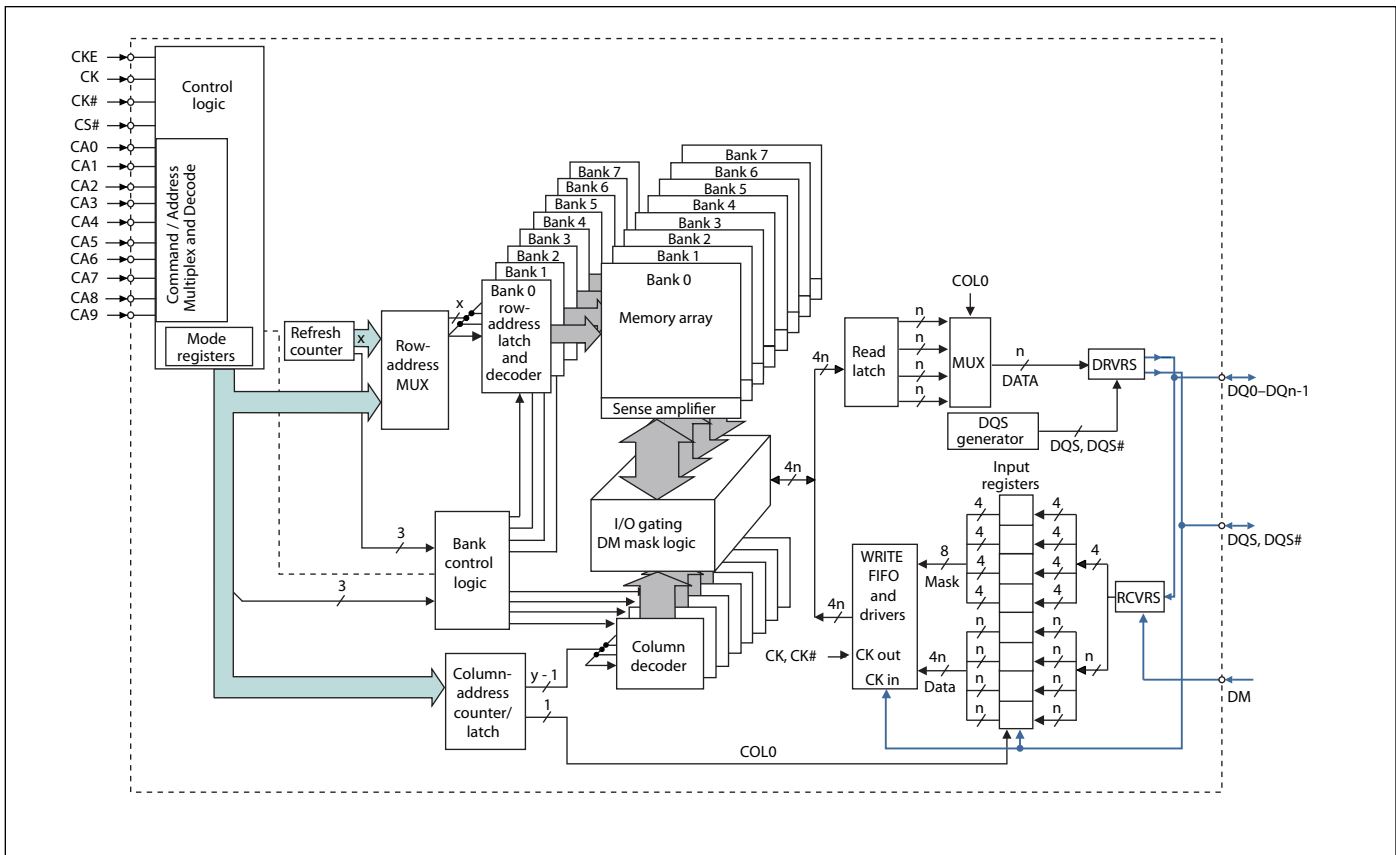 CKE
CK
CK#
CS#
CA0
CA1
CA2
CA3
CA4
CA5
CA6
CA7
CA8
CA9
Control
logic
Command / Address
Multiplex and Decode
Mode
registers
Refresh
counter
x
Row-
address
MUX
x
Bank 7
Bank 6
Bank 5
Bank 4
Bank 3
Bank 2
Bank 1
Bank 0
row-
address
latch
and
decoder
Bank 7
Bank 6
Bank 5
Bank 4
Bank 3
Bank 2
Bank 1
Bank 0
Memory array
Sense amplifier
3
3
Bank
control
logic
I/O gating
DM mask logic
Column
decoder
Column-
address
counter/
latch
y - 1
1
COL0
4n
4n
4n
Read
latch
n
n
n
n
COL0
MUX
n
DATA
DQS
generator
DQS, DQS#
DRVRS
DQ0–DQn-1
DQS, DQS#
DM
Input
registers
WRITE
FIFO
and
drivers
CK out
CK in
CK, CK#
8
Mask
4n
Data
4
4
4
4
n
n
n
n
4
4
4
4
n
n
n
n
4
n
RCVRS